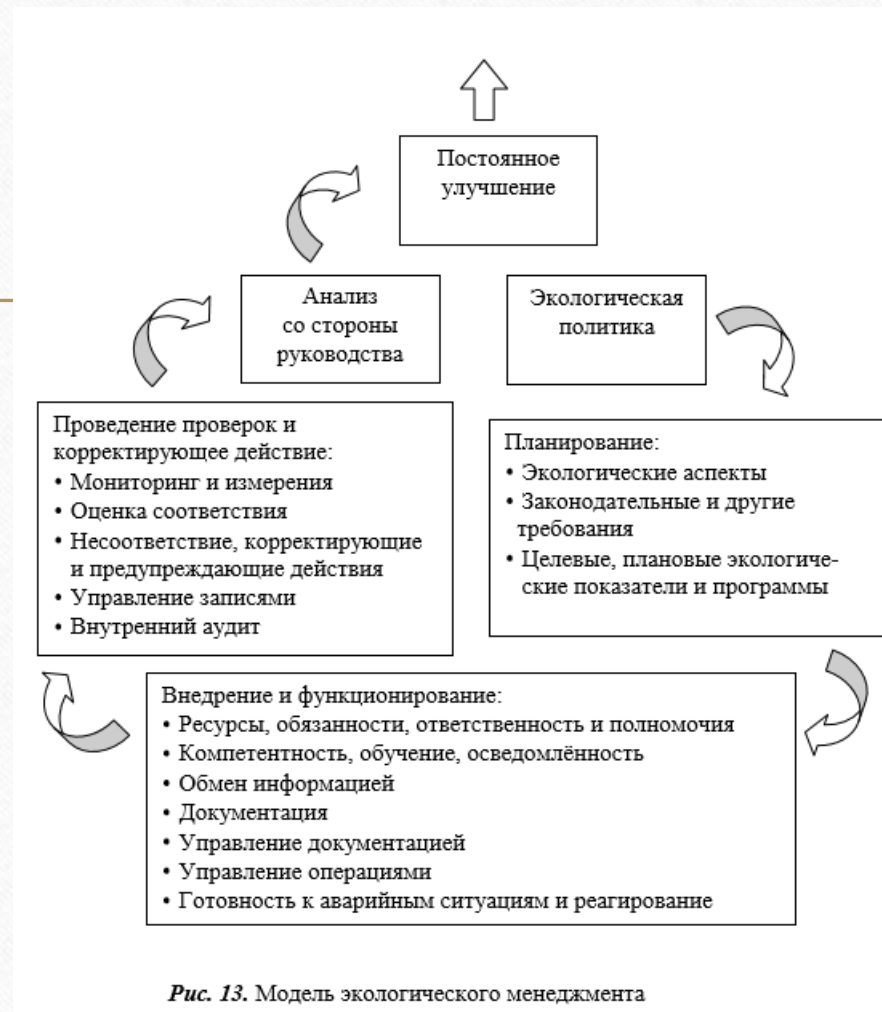 Постоянное
улучшение
Анализ
со стороны
руководства
Экологическая
политика
Проведение проверок и
корректирующее действие:
• Мониторинг и измерения
• Оценка соответствия
• Несоответствие, корректирующие
и предупреждающие действия
• Управление записями
• Внутренний аудит
Планирование:
• Экологические аспекты
• Законодательные и другие
требования
• Целевые, плановые экологиче-
ские показатели и программы
Внедрение и функционирование:
• Ресурсы, обязанности, ответственность и полномочия
• Компетентность, обучение, осведомлённость
• Обмен информацией
• Документация
• Управление документацией
• Управление операциями
• Готовность к аварийным ситуациям и реагирование
Рис. 13. Модель экологического менеджмента